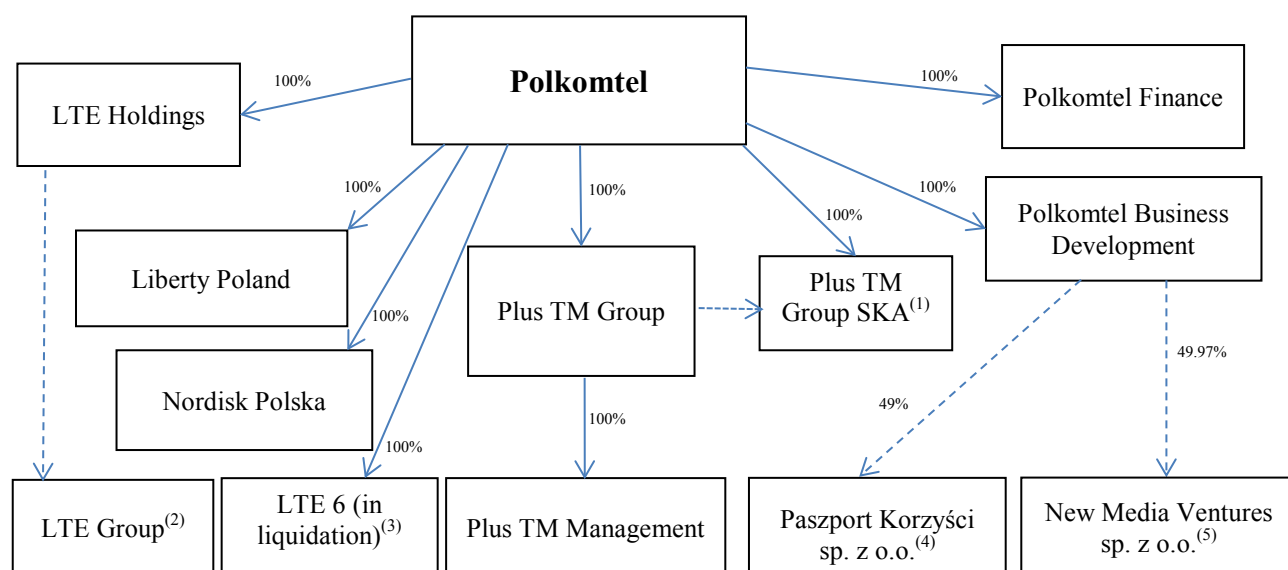 Polkomtel
100%
100%
LTE Holdings
Polkomtel Finance
100%
100%
100%
100%
Polkomtel Business
Development
Liberty Poland
Plus TM Group
Plus TM
Group SKA(1)
100%
49.97%
Nordisk Polska
49%
100%
100%
LTE Group(2)
LTE 6 (in
liquidation)(3)
Plus TM Management
Paszport Korzyści
sp. z o.o.(4)
New Media Ventures
sp. z o.o.(5)